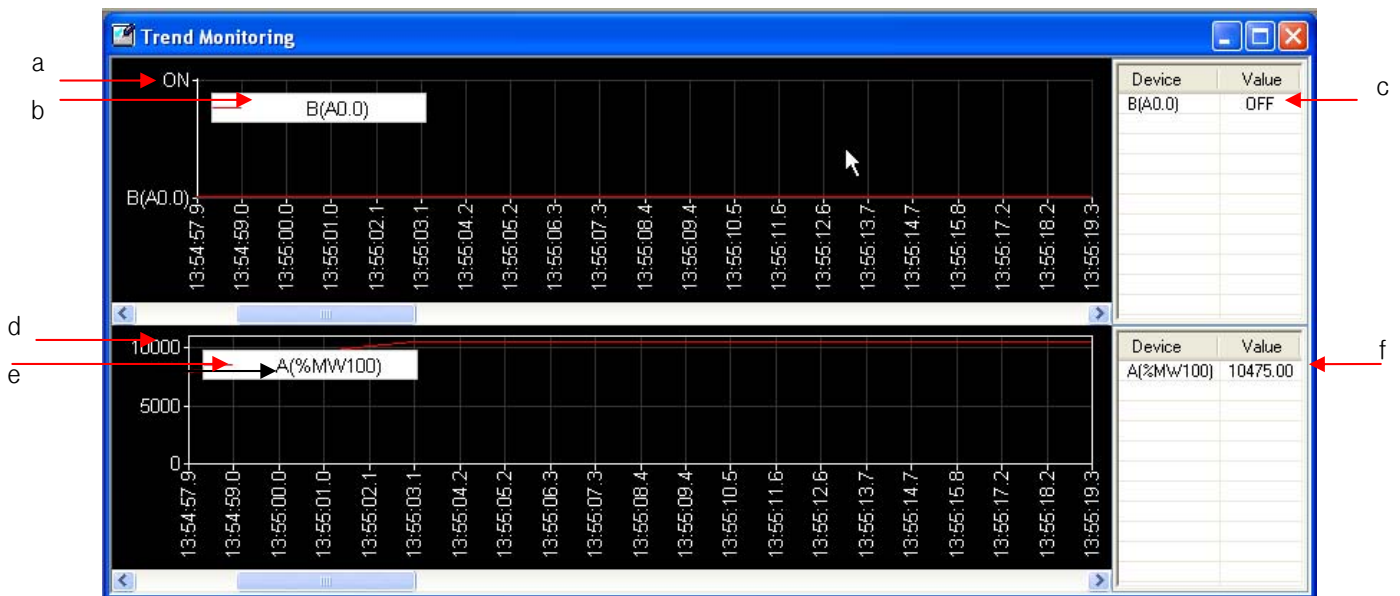 Trend Monitoring
a
ON
Device Value
b
B(A0.0)
B(A0.0) OFF
c
B(A0.0)
13:54:57.9 13:54:59.0 13:55:00.0 13:55:01.0 13:55:02.1 13:55:03.1 13:55:04.2 13:55:05.2 13:55:06.3 13:55:07.3 13:55:08.4 13:55:09.4 13:55:10.5 13:55:11.6 13:55:12.6 13:55:13.7 13:55:14.7 13:55:15.8 13:55:17.2 13:55:18.2 13:55:19.3
d
10000
Device Value
f
e
A(%MW100)
A(%MW100) 10475.00
5000
0
13:54:57.9 13:54:59.0 13:55:00.0 13:55:01.0 13:55:02.1 13:55:03.1 13:55:04.2 13:55:05.2 13:55:06.3 13:55:07.3 13:55:08.4 13:55:09.4 13:55:10.5 13:55:11.6 13:55:12.6 13:55:13.7 13:55:14.7 13:55:15.8 13:55:17.2 13:55:18.2 13:55:19.3